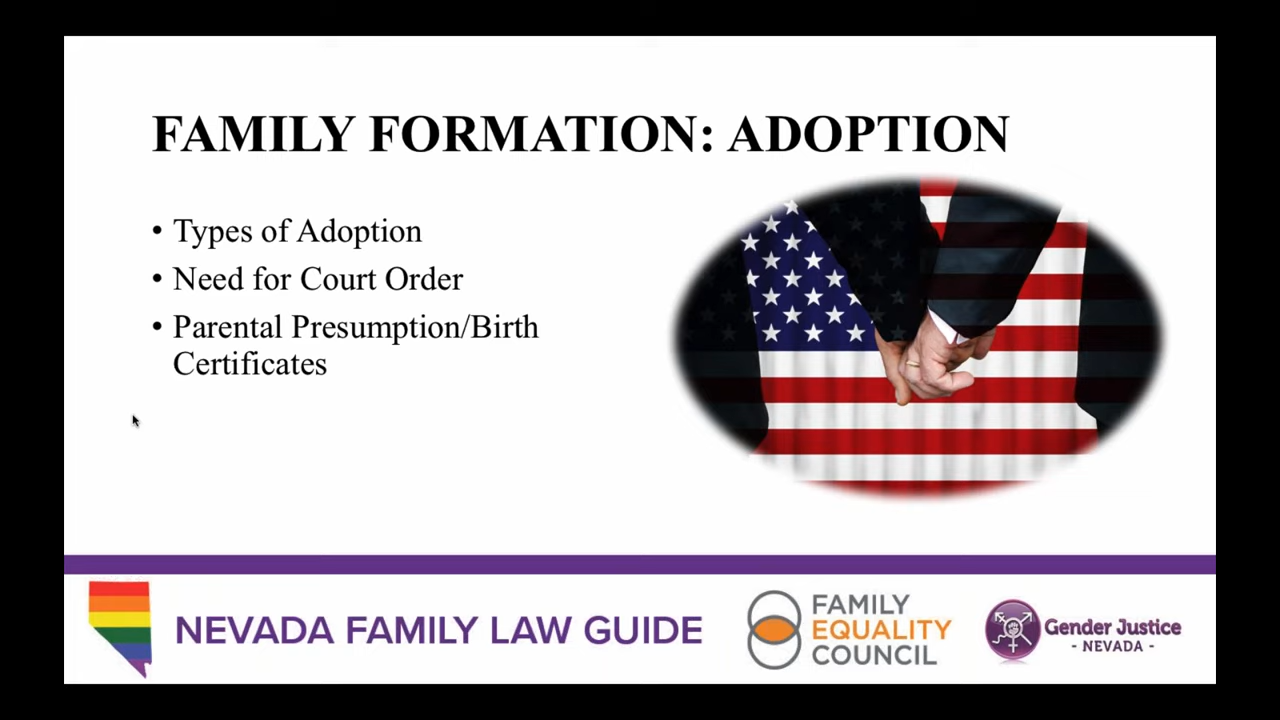 FAMILY FORMATION: ADOPTION
• Types of Adoption
• Need for Court Order
• Parental Presumption/Birth
Certificates
NEVADA FAMILY LAW GUIDE
FAMILY
EQUALITY
COUNCIL
Gender Justice
- NEVADA -